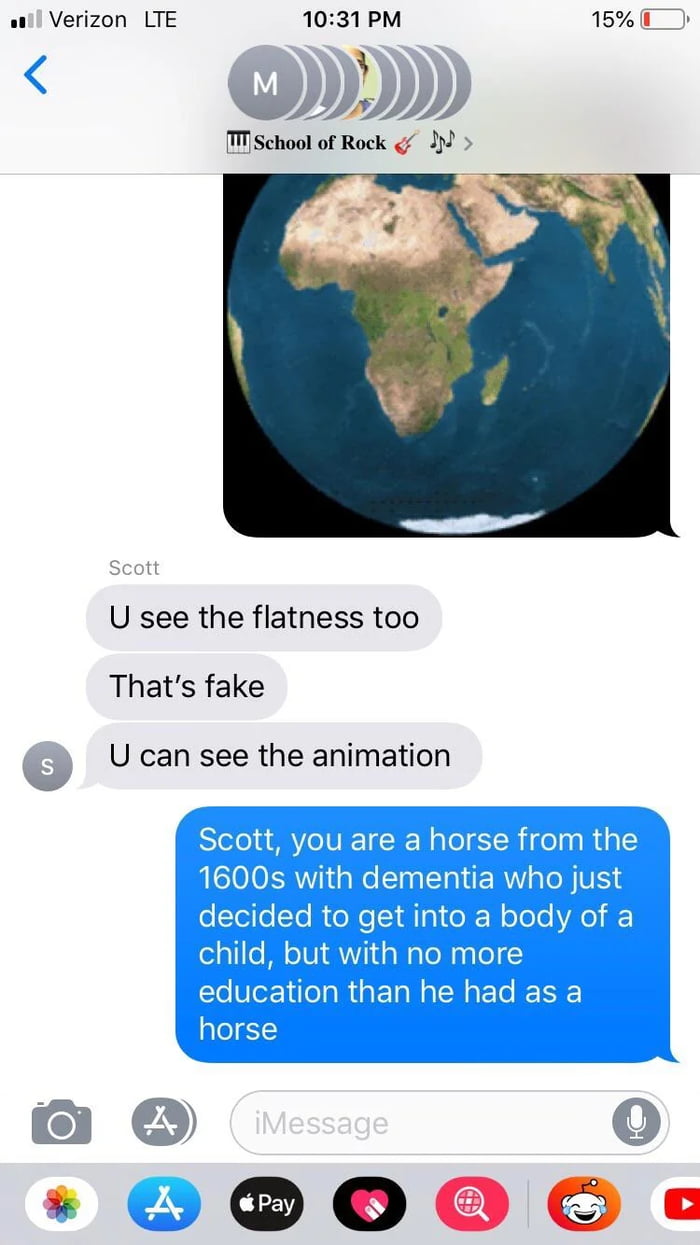 Verizon LTE 10:31 PM 15%
M
🎹 School of Rock 🎸 🎶 >
Scott
U see the flatness too
That's fake
S U can see the animation
Scott, you are a horse from the
1600s with dementia who just
decided to get into a body of a
child, but with no more
education than he had as a
horse
iMessage
Pay